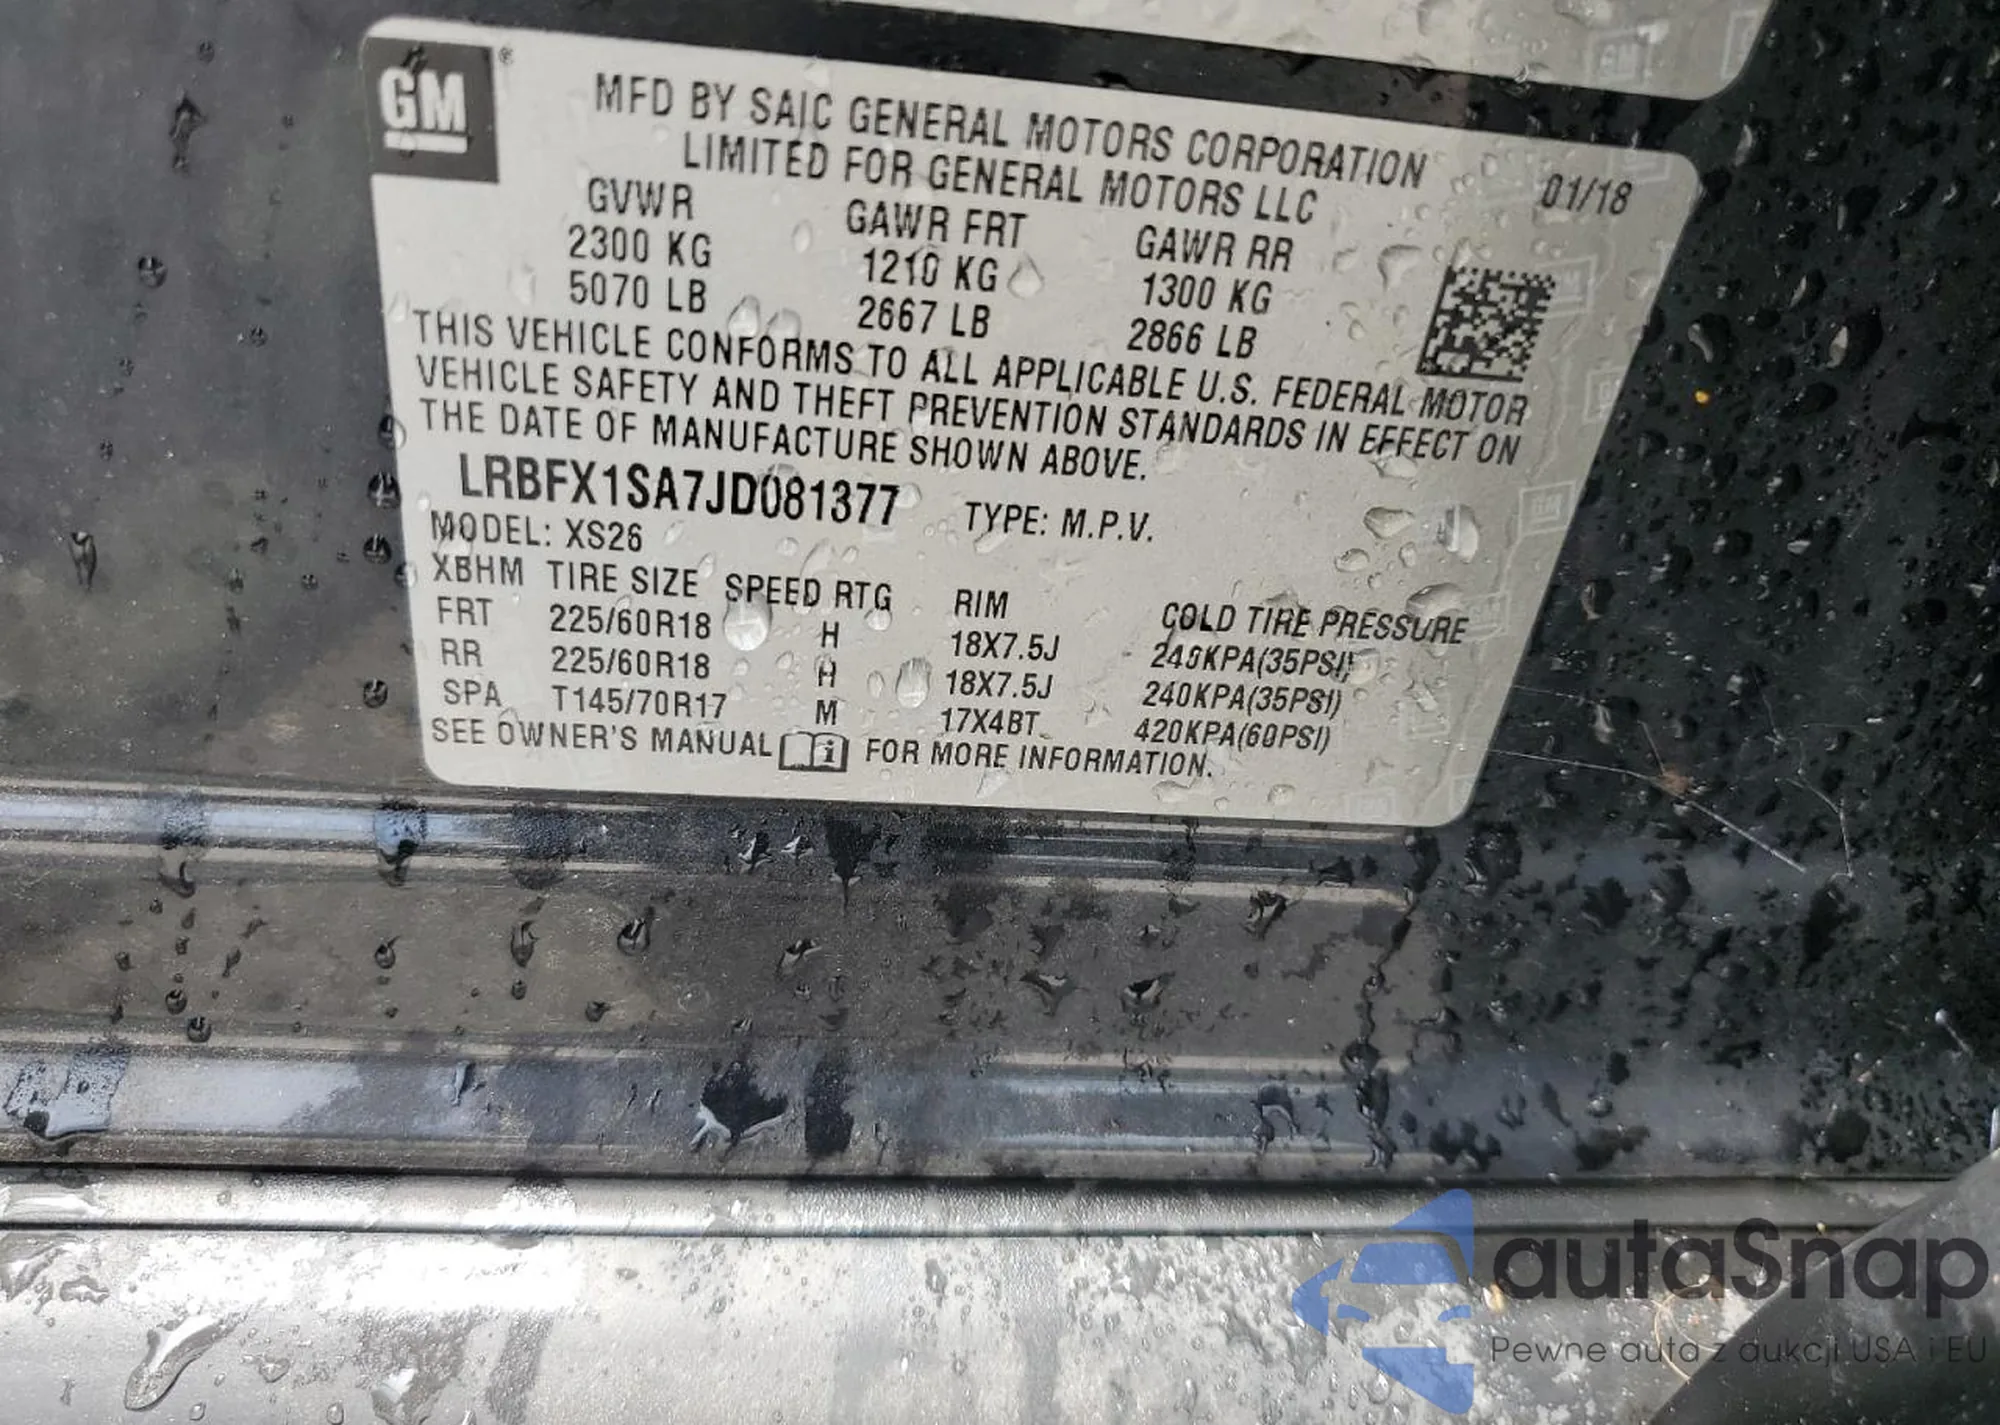 GM®
MFD BY SAIC GENERAL MOTORS CORPORATION
LIMITED FOR GENERAL MOTORS LLC
01/18
GVWR GAWR FRT GAWR RR
2300 KG 1210 KG 1300 KG
5070 LB 2667 LB 2866 LB
THIS VEHICLE CONFORMS TO ALL APPLICABLE U.S. FEDERAL MOTOR
VEHICLE SAFETY AND THEFT PREVENTION STANDARDS IN EFFECT ON
THE DATE OF MANUFACTURE SHOWN ABOVE.
LRBFX1SA7JD081377 TYPE: M.P.V.
MODEL: XS26
XBHM TIRE SIZE SPEED RTG RIM COLD TIRE PRESSURE
FRT 225/60R18 H 18X7.5J 240KPA(35PSI)
RR 225/60R18 H 18X7.5J 240KPA(35PSI)
SPA T145/70R17 M 17X4BT 420KPA(60PSI)
SEE OWNER'S MANUAL i FOR MORE INFORMATION.
autaSnap
Pewne auta z aukcji USA i EU